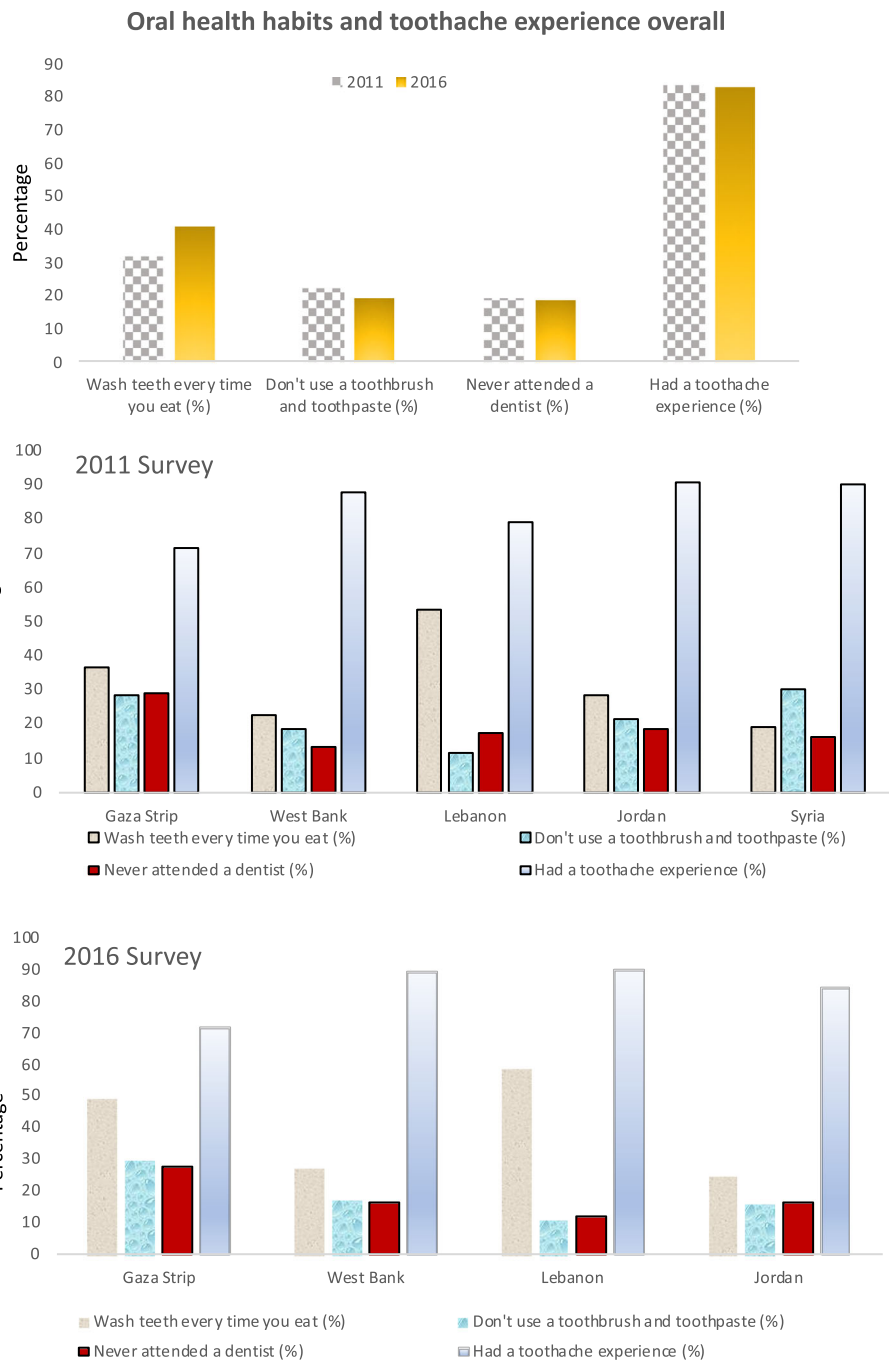 Oral health habits and toothache experience overall
90
80
70
60
50
40
30
20
10
0
Percentage
2011 2016
Wash teeth every time you eat (%)
Don't use a toothbrush and toothpaste (%)
Never attended a dentist (%)
Had a toothache experience (%)
100
90
80
70
60
50
40
30
20
10
0
2011 Survey
Gaza Strip West Bank Lebanon Jordan Syria
Wash teeth every time you eat (%) Don't use a toothbrush and toothpaste (%)
Never attended a dentist (%) Had a toothache experience (%)
100
90
80
70
60
50
40
30
20
10
0
Percentage
2016 Survey
Gaza Strip West Bank Lebanon Jordan
Wash teeth every time you eat (%) Don't use a toothbrush and toothpaste (%)
Never attended a dentist (%) Had a toothache experience (%)